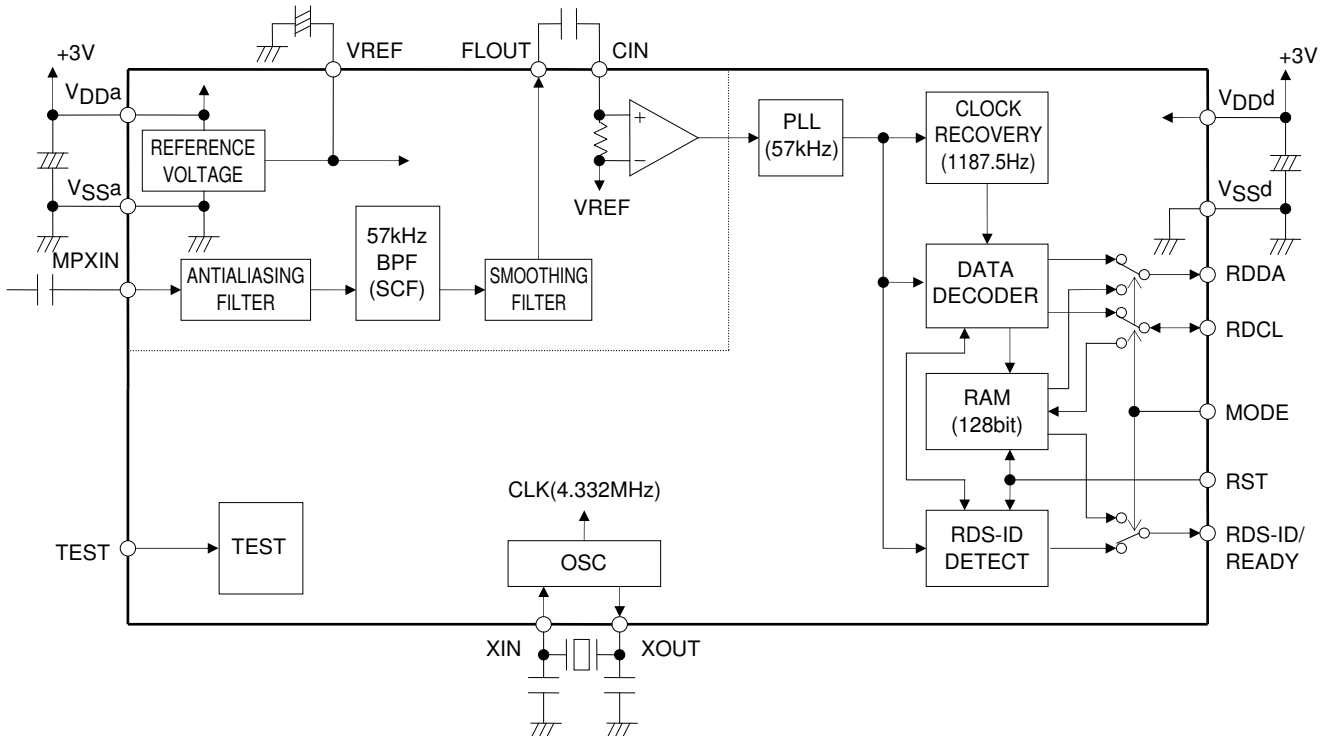 +3V
VREF
FLOUT
CIN
+3V
VDDa
REFERENCE
VOLTAGE
VSSa
+
−
VREF
PLL
(57kHz)
CLOCK
RECOVERY
(1187.5Hz)
VDDd
VSSd
MPXIN
ANTIALIASING
FILTER
57kHz
BPF
(SCF)
SMOOTHING
FILTER
DATA
DECODER
RDDA
RDCL
RAM
(128bit)
MODE
RST
CLK(4.332MHz)
TEST
TEST
OSC
RDS-ID
DETECT
RDS-ID/
READY
XIN
XOUT